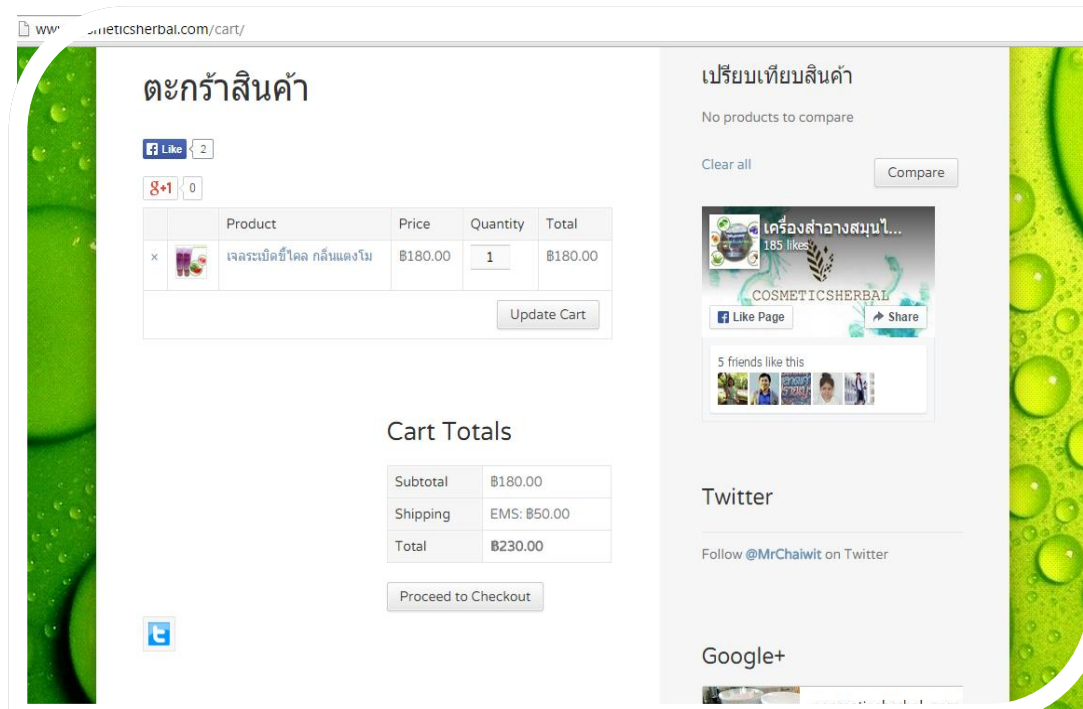 meticsherbal.com/cart/
ตะกร้าสินค้า
Like 2
g+1 0
Product Price Quantity Total
× เจลระเบิดขี้ไคล กลิ่นแตงโม ฿180.00 1 ฿180.00
Update Cart
Cart Totals
Subtotal ฿180.00
Shipping EMS: ฿50.00
Total ฿230.00
Proceed to Checkout
เปรียบเทียบสินค้า
No products to compare
Clear all
Compare
เครื่องสำอางสมุนไ...
185 likes
COSMETICSHERBAL
Like Page
Share
5 friends like this
Twitter
Follow @MrChaiwit on Twitter
Google+